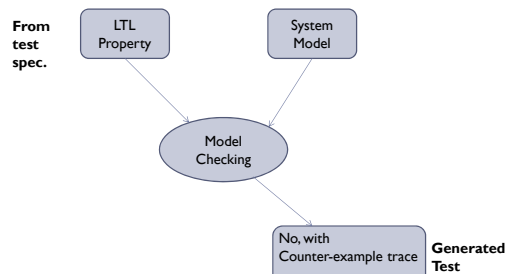 From
test
spec.
LTL
Property
System
Model
Model
Checking
No, with
Counter-example trace
Generated
Test